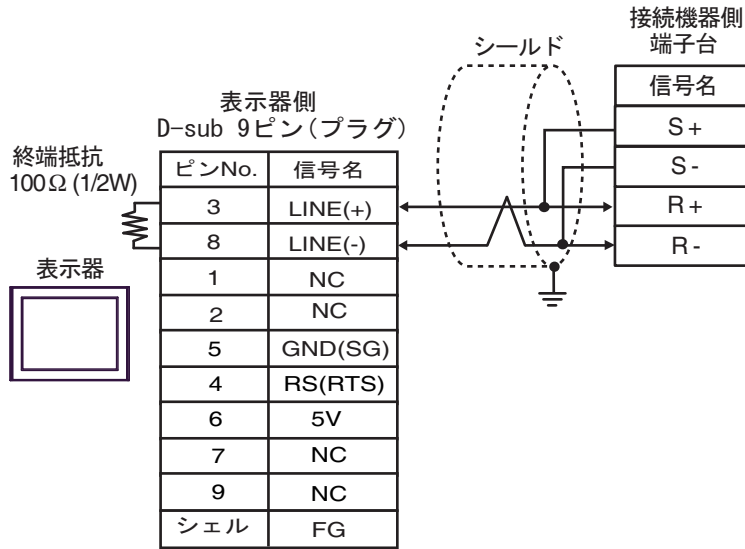 接続機器側
端子台
信号名
S+
S-
R+
R-
シールド
表示器側
D-sub 9ピン(プラグ)
終端抵抗
100Ω (1/2W)
表示器
ピンNo. 信号名
3 LINE(+)
8 LINE(-)
1 NC
2 NC
5 GND(SG)
4 RS(RTS)
6 5V
7 NC
9 NC
シェル FG